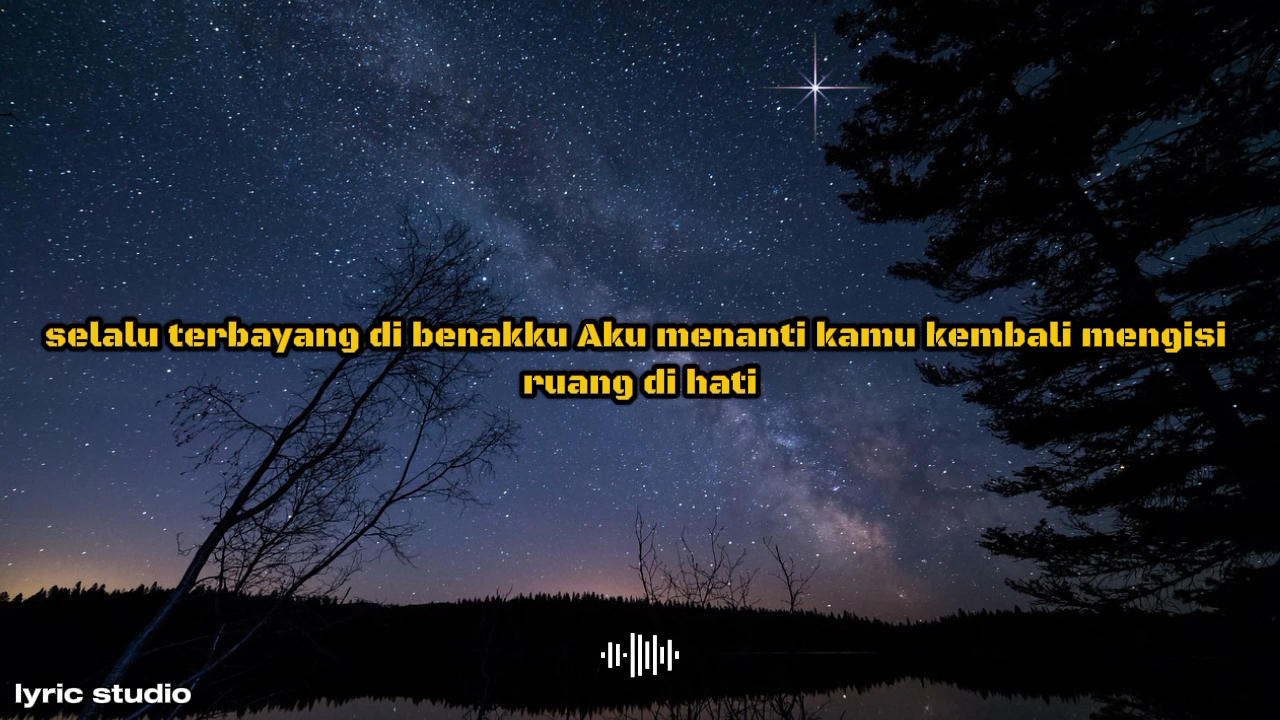 selalu terbayang di benakku Aku menanti kamu kembali mengisi
ruang di hati
lyric studio